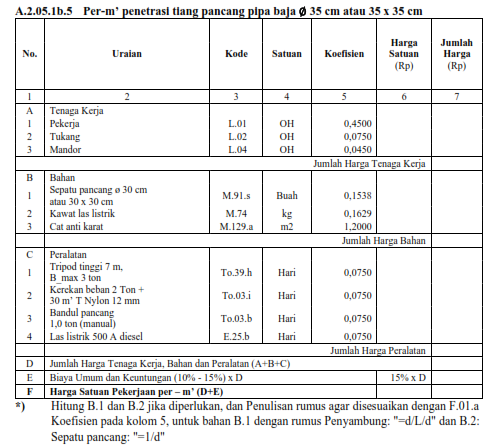 A.2.05.1b.5 Per-m’ penetrasi tiang pancang pipa baja ø 35 cm atau 35 x 35 cm
No. Uraian Kode Satuan Koefisien Harga Satuan (Rp) Jumlah Harga (Rp)
1 2 3 4 5 6 7
A Tenaga Kerja
1 Pekerja L.01 OH 0,4500
2 Tukang L.02 OH 0,0750
3 Mandor L.04 OH 0,0450
Jumlah Harga Tenaga Kerja
B Bahan
1 Sepatu pancang ø 30 cm atau 30 x 30 cm M.91.s Buah 0,1538
2 Kawat las listrik M.74 kg 0,1629
3 Cat anti karat M.129.a m2 1,2000
Jumlah Harga Bahan
C Peralatan
1 Tripod tinggi 7 m, B_max 3 ton To.39.h Hari 0,0750
2 Kerekan beban 2 Ton + 30 m’ T Nylon 12 mm To.03.i Hari 0,0750
3 Bandul pancang 1,0 ton (manual) To.03.b Hari 0,0750
4 Las listrik 500 A diesel E.25.b Hari 0,0750
Jumlah Harga Peralatan
D Jumlah Harga Tenaga Kerja, Bahan dan Peralatan (A+B+C)
E Biaya Umum dan Keuntungan (10% - 15%) x D 15% x D
F Harga Satuan Pekerjaan per – m’ (D+E)
*) Hitung B.1 and B.2 jika diperlukan, dan Penulisan rumus agar disesuaikan dengan F.01.a
Koefisien pada kolom 5, untuk bahan B.1 dengan rumus Penyambung: "=d/L/d" dan B.2:
Sepatu pancang: "=1/d"